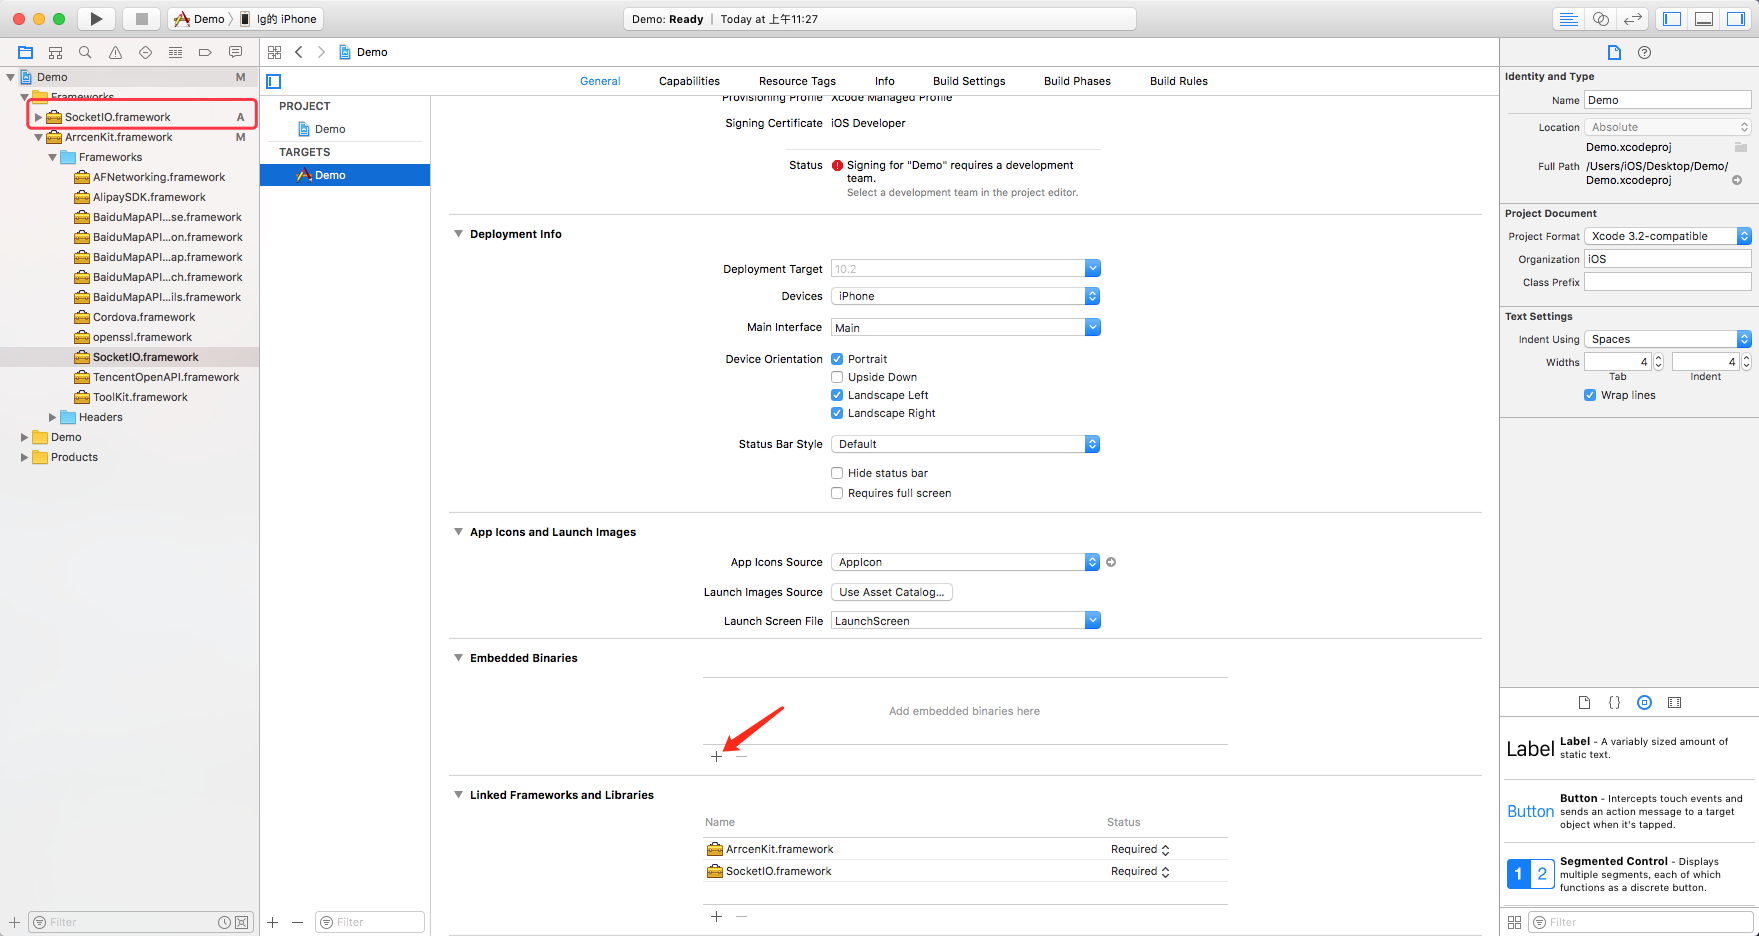 Demo
lg的 iPhone
Demo: Ready | Today at 上午11:27
Demo
Demo M
Frameworks
SocketIO.framework A
ArrcenKit.framework M
Frameworks
AFNetworking.framework
AlipaySDK.framework
BaiduMapAPI...se.framework
BaiduMapAPI...on.framework
BaiduMapAPI...ap.framework
BaiduMapAPI...ch.framework
BaiduMapAPI...ils.framework
Cordova.framework
openssl.framework
SocketIO.framework
TencentOpenAPI.framework
ToolKit.framework
Headers
Demo
Products
Filter
General Capabilities Resource Tags Info Build Settings Build Phases Build Rules
PROJECT
Demo
TARGETS
Demo
Filter
Provisioning Profile Xcode Managed Profile
Signing Certificate iOS Developer
Status Signing for "Demo" requires a development
team.
Select a development team in the project editor.
Deployment Info
Deployment Target 10.2
Devices iPhone
Main Interface Main
Device Orientation Portrait
Upside Down
Landscape Left
Landscape Right
Status Bar Style Default
Hide status bar
Requires full screen
App Icons and Launch Images
App Icons Source AppIcon
Launch Images Source Use Asset Catalog...
Launch Screen File LaunchScreen
Embedded Binaries
Add embedded binaries here
Linked Frameworks and Libraries
Name Status
ArrcenKit.framework Required
SocketIO.framework Required
Identity and Type
Name Demo
Location Absolute
Demo.xcodeproj
Full Path /Users/iOS/Desktop/Demo/
Demo.xcodeproj
Project Document
Project Format Xcode 3.2-compatible
Organization iOS
Class Prefix
Text Settings
Indent Using Spaces
Widths 4 4
Tab Indent
Wrap lines
Label Label - A variably sized amount of
static text.
Button Button - Intercepts touch events and
sends an action message to a target
object when it's tapped.
1 2 Segmented Control - Displays
multiple segments, each of which
functions as a discrete button.
Filter